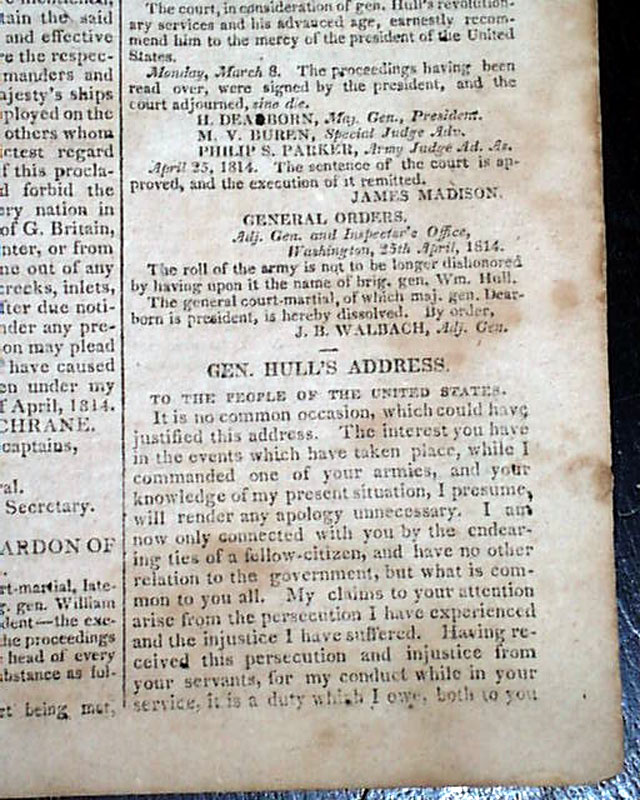 tain the said
and effective
re the respec-
manders and
ajesty's ships
ployed on the
others whom
ictest regard
f this procla-
d forbid the
ery nation in
of G. Britain,
nter, or from
ne out of any
creeks, inlets,
fter due noti-
nder any pre-
on may plead
have caused
en under my
f April, 1814.
CHRANE.
captains,
ral.
Secretary.
ARDON OF
rt-martial, late-
g. gen. William
dent—the exe-
he proceedings
head of every
ubstance as fol-
rt being met,
The court, in consideration of gen. Hull's revolution-
ary services and his advanced age, earnestly recom-
mend him to the mercy of the president of the United
States.
Monday, March 8. The proceedings having been
read over, were signed by the president, and the
court adjourned, sine die.
H. DEARBORN, Maj. Gen., President.
M. V. BUREN, Special Judge Adv.
PHILIP S. PARKER, Army Judge Ad. As.
April 25, 1814. The sentence of the court is ap-
proved, and the execution of it remitted.
JAMES MADISON.
GENERAL ORDERS.
Adj. Gen. and Inspector's Office,
Washington, 25th April, 1814.
The roll of the army is not to be longer dishonored
by having upon it the name of brig. gen. Wm. Hull.
The general court-martial, of which maj. gen. Dear-
born is president, is hereby dissolved. By order,
J. B. WALBACH, Adj. Gen.
GEN. HULL'S ADDRESS.
TO THE PEOPLE OF THE UNITED STATES.
It is no common occasion, which could have
justified this address. The interest you have
in the events which have taken place, while I
commanded one of your armies, and your
knowledge of my present situation, I presume,
will render any apology unnecessary. I am
now only connected with you by the endear-
ing ties of a fellow-citizen, and have no other
relation to the government, but what is com-
mon to you all. My claims to your attention
arise from the persecution I have experienced
and the injustice I have suffered. Having re-
ceived this persecution and injustice from
your servants, for my conduct while in your
service, it is a duty which I owe, both to you